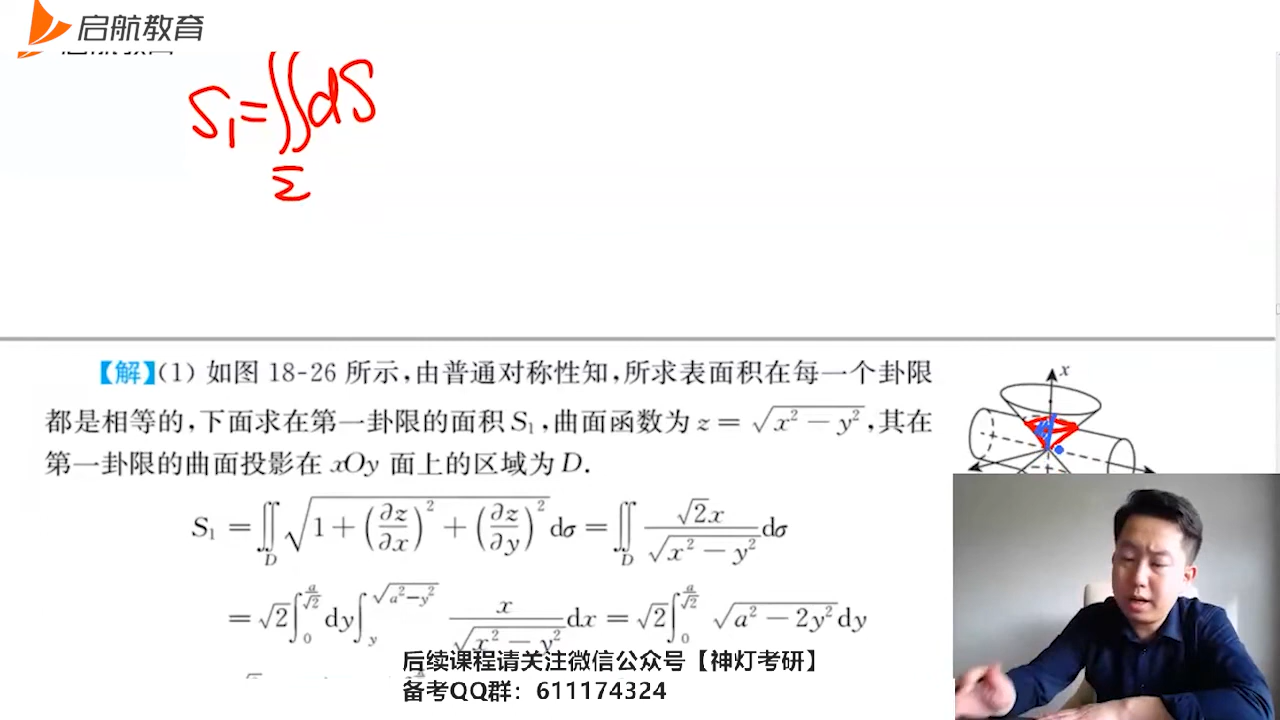 启航教育
S₁=∬dS
Σ
【解】(1) 如图 18-26 所示,由普通对称性知,所求表面积在每一个卦限
都是相等的,下面求在第一卦限的面积 S₁,曲面函数为 z = √(x² − y²),其在
第一卦限的曲面投影在 xOy 面上的区域为 D.
x
S₁ = ∬_D √(1 + (∂z/∂x)² + (∂z/∂y)²) dσ = ∬_D √2x/√(x² − y²) dσ
= √2 ∫₀^(a/√2) dy ∫_y^√(a²−y²) x/√(x² − y²) dx = √2 ∫₀^(a/√2) √(a² − 2y²) dy
后续课程请关注微信公众号【神灯考研】
备考QQ群：611174324